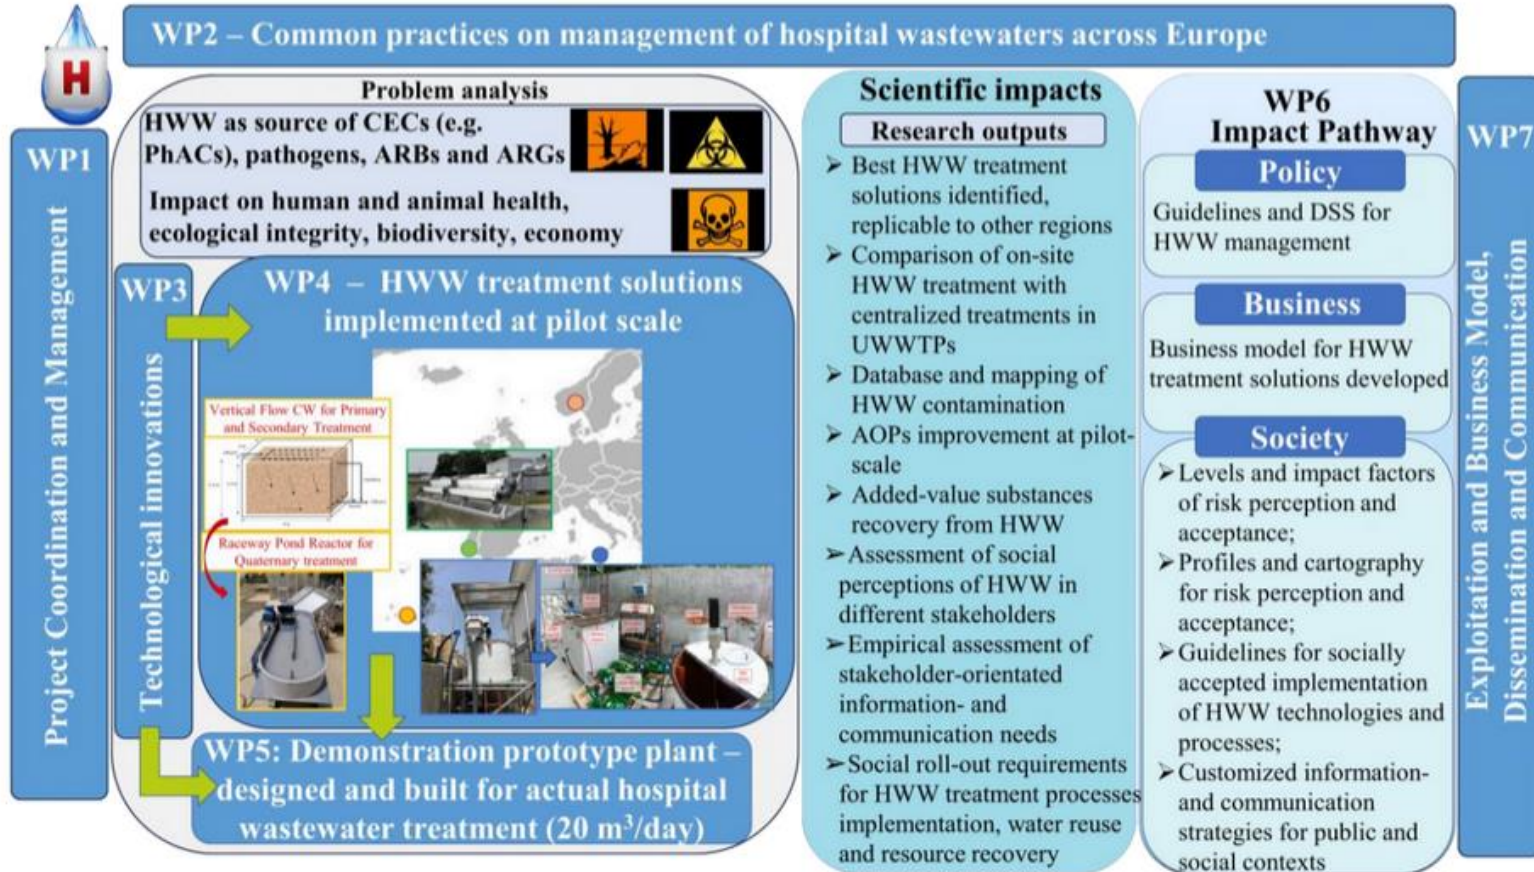 WP2 – Common practices on management of hospital wastewaters across Europe
H
WP1
Project Coordination and Management
Problem analysis
HWW as source of CECs (e.g.
PhACs), pathogens, ARBs and ARGs
Impact on human and animal health,
ecological integrity, biodiversity, economy
WP3
Technological innovations
WP4 – HWW treatment solutions
implemented at pilot scale
Vertical Flow CW for Primary
and Secondary Treatment
Raceway Pond Reactor for
Quaternary treatment
WP5: Demonstration prototype plant –
designed and built for actual hospital
wastewater treatment (20 m³/day)
Scientific impacts
Research outputs
➢ Best HWW treatment
solutions identified,
replicable to other regions
➢ Comparison of on-site
HWW treatment with
centralized treatments in
UWWTPs
➢ Database and mapping of
HWW contamination
➢ AOPs improvement at pilot-
scale
➢ Added-value substances
recovery from HWW
➢Assessment of social
perceptions of HWW in
different stakeholders
➢Empirical assessment of
stakeholder-orientated
information- and
communication needs
➢Social roll-out requirements
for HWW treatment processes
implementation, water reuse
and resource recovery
WP6
Impact Pathway
Policy
Guidelines and DSS for
HWW management
Business
Business model for HWW
treatment solutions developed
Society
➢Levels and impact factors
of risk perception and
acceptance;
➢Profiles and cartography
for risk perception and
acceptance;
➢Guidelines for socially
accepted implementation
of HWW technologies and
processes;
➢Customized information-
and communication
strategies for public and
social contexts
WP7
Exploitation and Business Model,
Dissemination and Communication